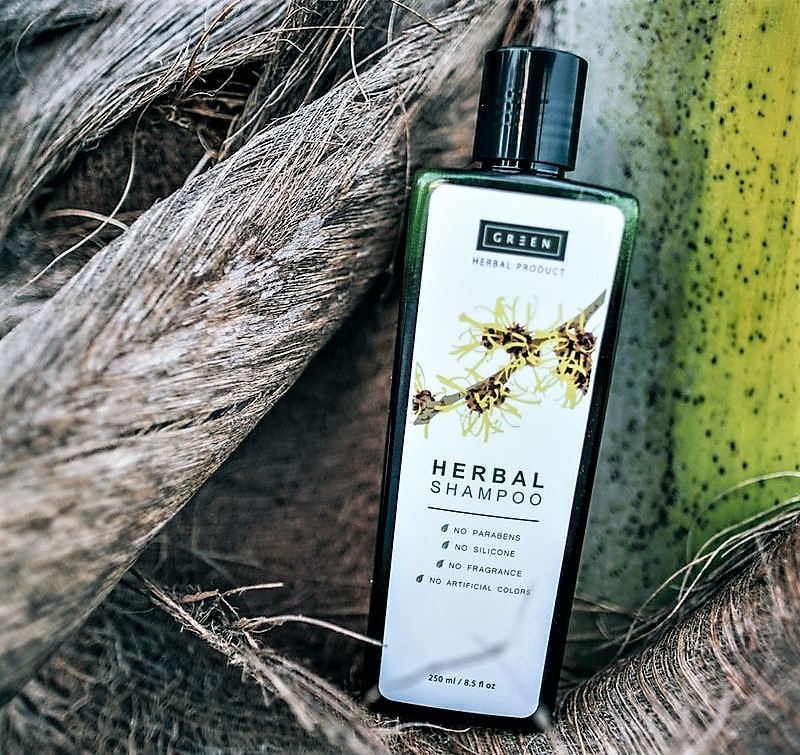 GREEN
HERBAL PRODUCT
HERBAL
SHAMPOO
NO PARABENS
NO SILICONE
NO FRAGRANCE
NO ARTIFICIAL COLORS
250 ml / 8.5 fl oz